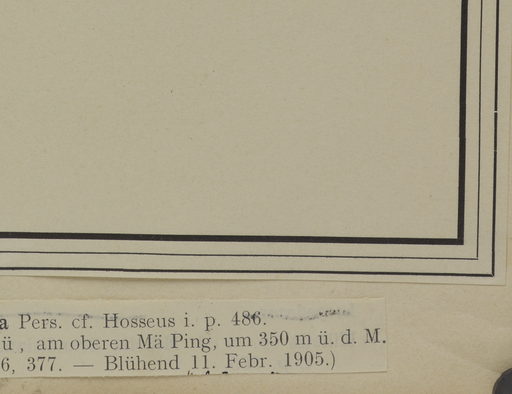 a Pers. cf. Hosseus i. p. 486.
ü, am oberen Mä Ping, um 350 m ü. d. M.
6, 377. — Blühend 11. Febr. 1905.)